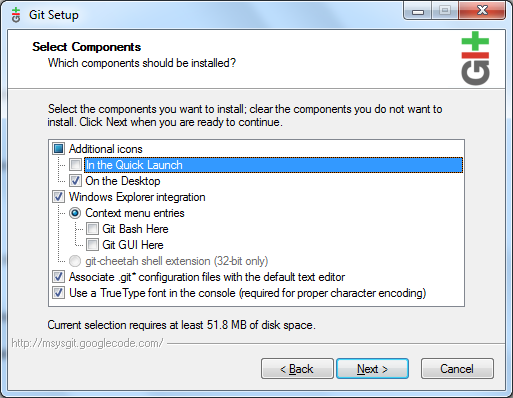 Git Setup
Select Components
Which components should be installed?
GIt
Select the components you want to install; clear the components you do not want to
install. Click Next when you are ready to continue.
Additional icons
In the Quick Launch
On the Desktop
Windows Explorer integration
Context menu entries
Git Bash Here
Git GUI Here
git-cheetah shell extension (32-bit only)
Associate .git* configuration files with the default text editor
Use a TrueType font in the console (required for proper character encoding)
Current selection requires at least 51.8 MB of disk space.
http://msysgit.googlecode.com/
< Back
Next >
Cancel